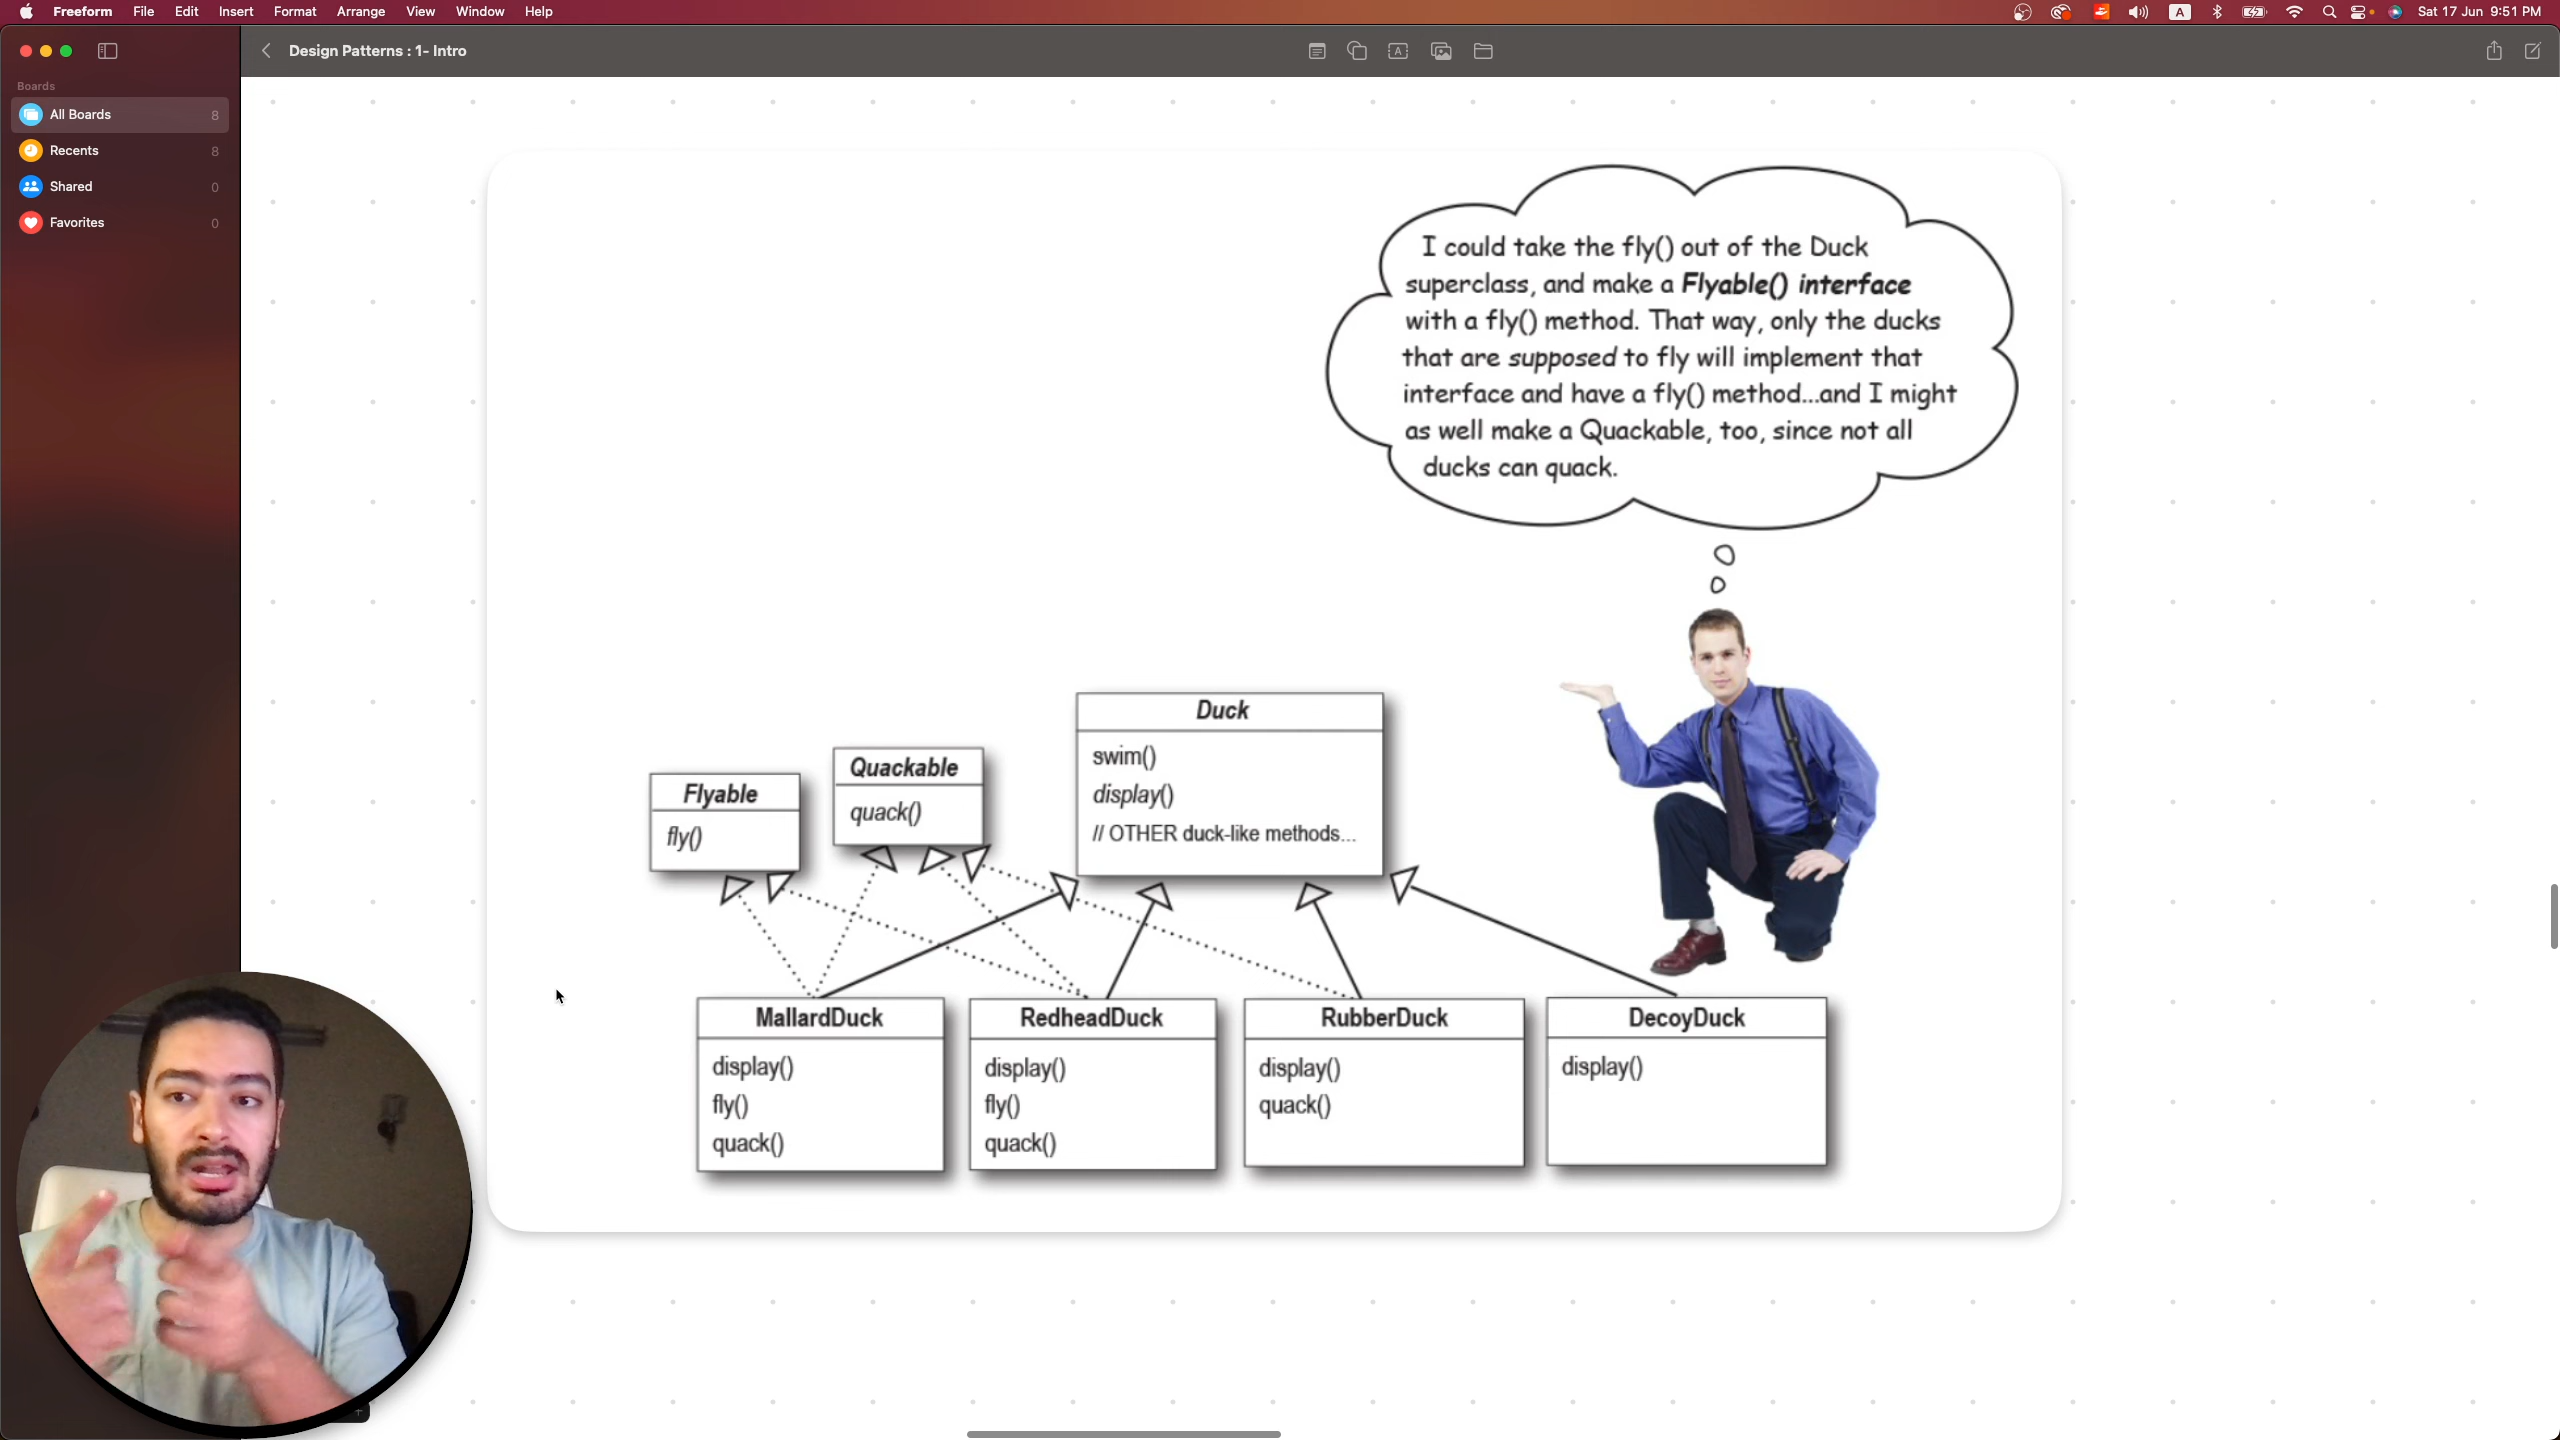 Freeform File Edit Insert Format Arrange View Window Help
A
Sat 17 Jun 9:51 PM
Design Patterns : 1- Intro
A
Boards
All Boards 8
Recents 8
Shared 0
Favorites 0
I could take the fly() out of the Duck
superclass, and make a Flyable() interface
with a fly() method. That way, only the ducks
that are supposed to fly will implement that
interface and have a fly() method...and I might
as well make a Quackable, too, since not all
ducks can quack.
Flyable
fly()
Quackable
quack()
Duck
swim()
display()
// OTHER duck-like methods...
MallardDuck
display()
fly()
quack()
RedheadDuck
display()
fly()
quack()
RubberDuck
display()
quack()
DecoyDuck
display()